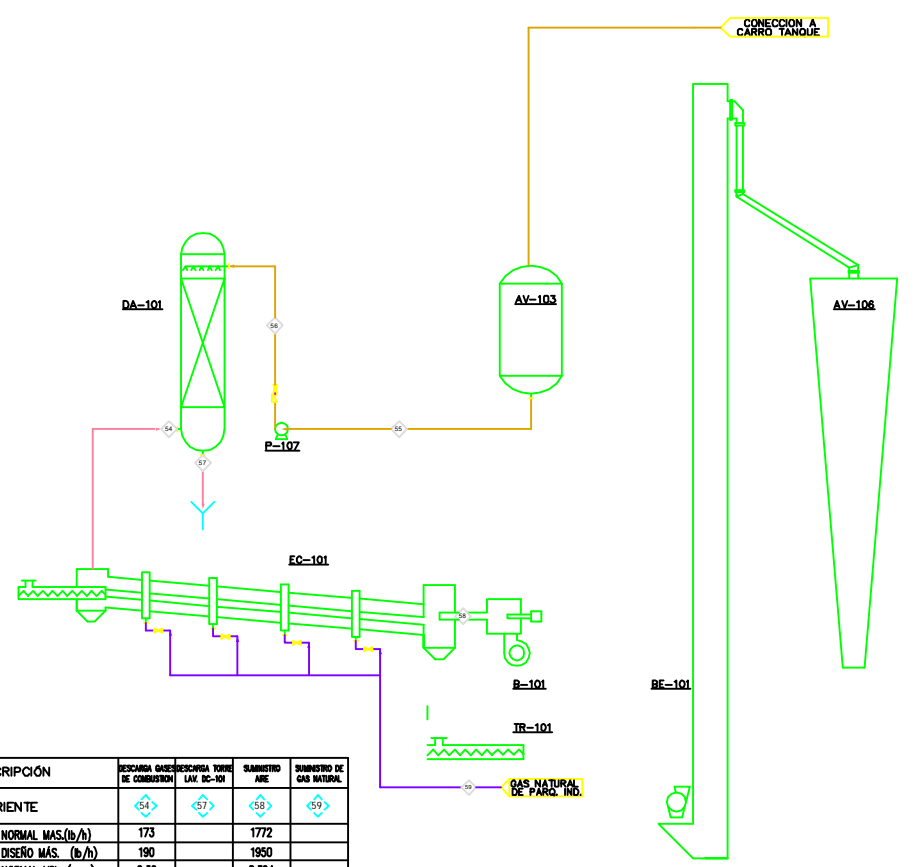 CONECCION A
CARRO TANQUE
DA-101
AV-103
AV-106
56
54
55
P-107
57
EC-101
58
B-101
BE-101
TR-101
59
GAS NATURAL
DE PARQ. IND.
CRIPCIÓN DESCARGA GASES DESCARGA TORRE SUMINISTRO SUMINISTRO DE
DE COMBUSTION LAV. DC-101 AIRE GAS NATURAL
RIENTE 54 57 58 59
NORMAL MAS.(lb/h) 173 1772
DISEÑO MÁS. (lb/h) 190 1950